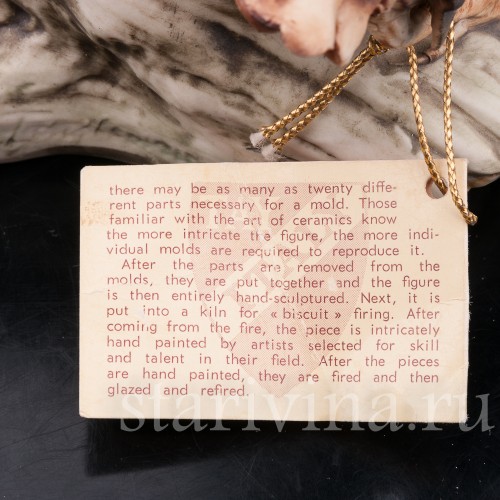 there may be as many as twenty diffe-
rent parts necessary for a mold. Those
familiar with the art of ceramics know
the more intricate the figure, the more indi-
vidual molds are required to reproduce it.
After the parts are removed from the
molds, they are put together and the figure
is then entirely hand-sculptured. Next, it is
put into a kiln for « biscuit » firing. After
coming from the fire, the piece is intricately
hand painted by artists selected for skill
and talent in their field. After the pieces
are hand painted, they are fired and then
glazed and refired.
starivina.ru